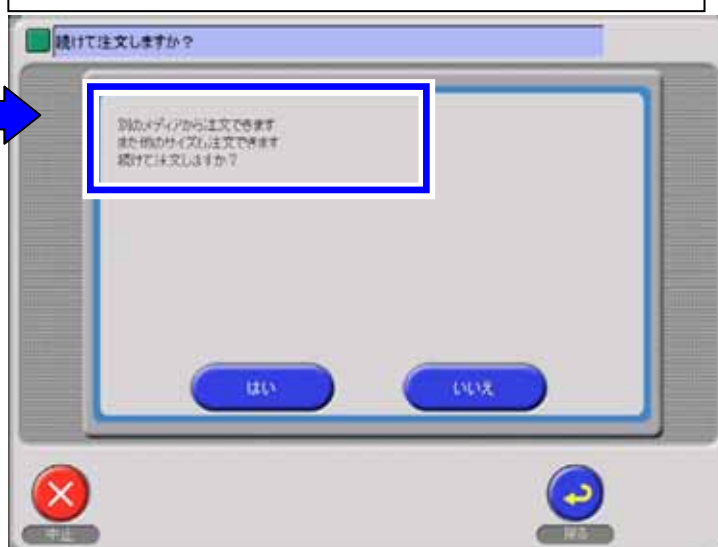 続けて注文しますか？
別のメディアから注文できます
また他のサイズも注文できます
続けて注文しますか？
はい
いいえ
中止
戻る